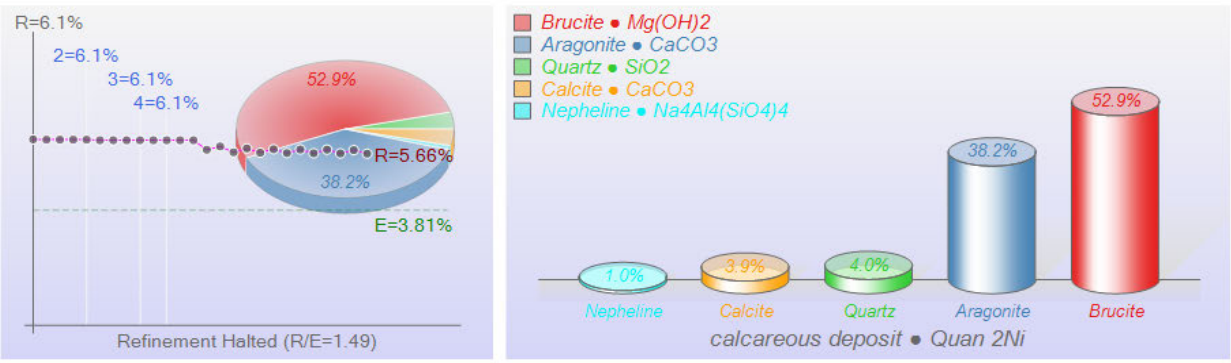 R=6.1%
2=6.1%
3=6.1%
4=6.1%
52.9%
R=5.66%
38.2%
E=3.81%
Refinement Halted (R/E=1.49)
Brucite ● Mg(OH)2
Aragonite ● CaCO3
Quartz ● SiO2
Calcite ● CaCO3
Nepheline ● Na4Al4(SiO4)4
52.9%
38.2%
4.0%
3.9%
1.0%
Nepheline Calcite Quartz Aragonite Brucite
calcareous deposit ● Quan 2Ni